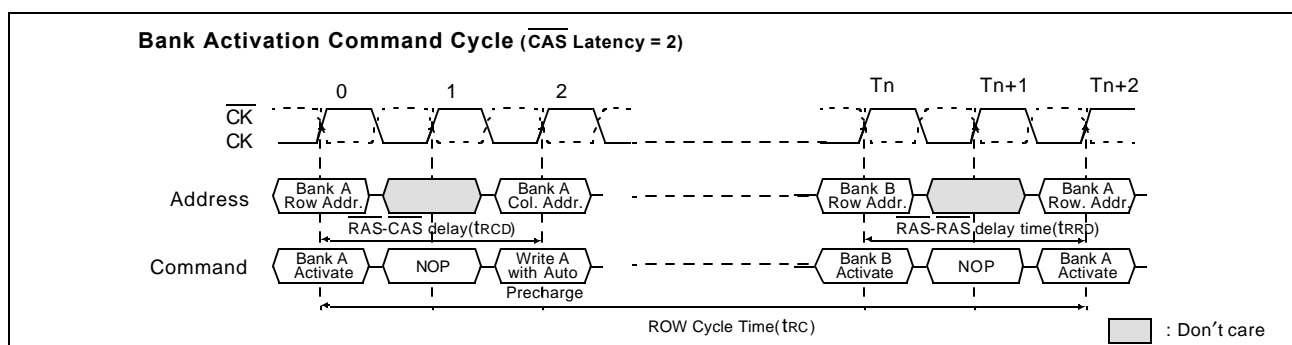 Bank Activation Command Cycle (CAS Latency = 2)
0 1 2 Tn Tn+1 Tn+2
CK
CK
Address
Bank A
Row Addr.
Bank A
Col. Addr.
Bank B
Row Addr.
Bank A
Row. Addr.
RAS-CAS delay(tRCD)
RAS-RAS delay time(tRRD)
Command
Bank A
Activate
NOP
Write A
with Auto
Precharge
Bank B
Activate
NOP
Bank A
Activate
ROW Cycle Time(tRC)
: Don′t care